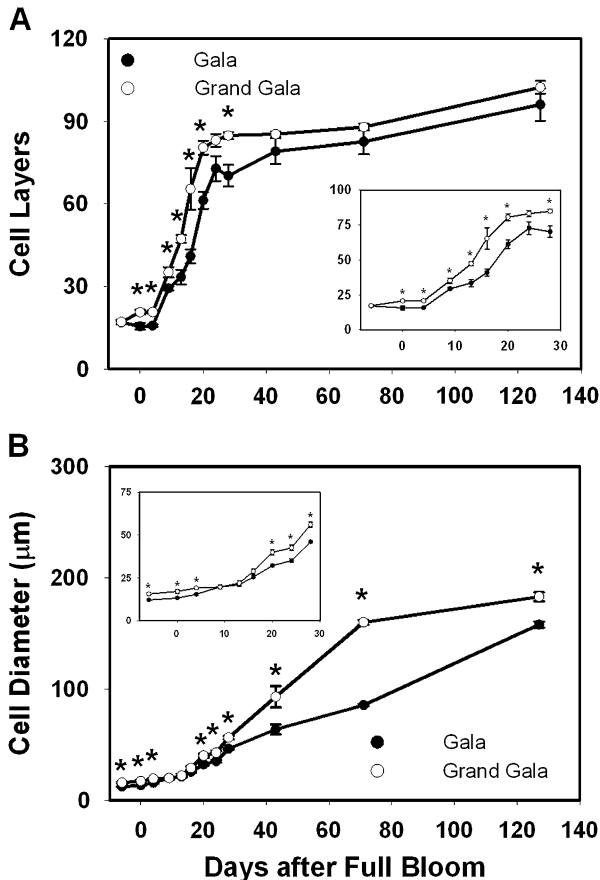 A
120
Gala
Grand Gala
* * * * * * * *
90
Cell Layers
100
75
50
25
0
* * * * * * * *
0 10 20 30
60
30
0
0 20 40 60 80 100 120 140
B
300
75
50
25
0
* * * * * *
0 10 20 30
Cell Diameter (μm)
200
* * * * * * * * *
100
Gala
Grand Gala
0
0 20 40 60 80 100 120 140
Days after Full Bloom